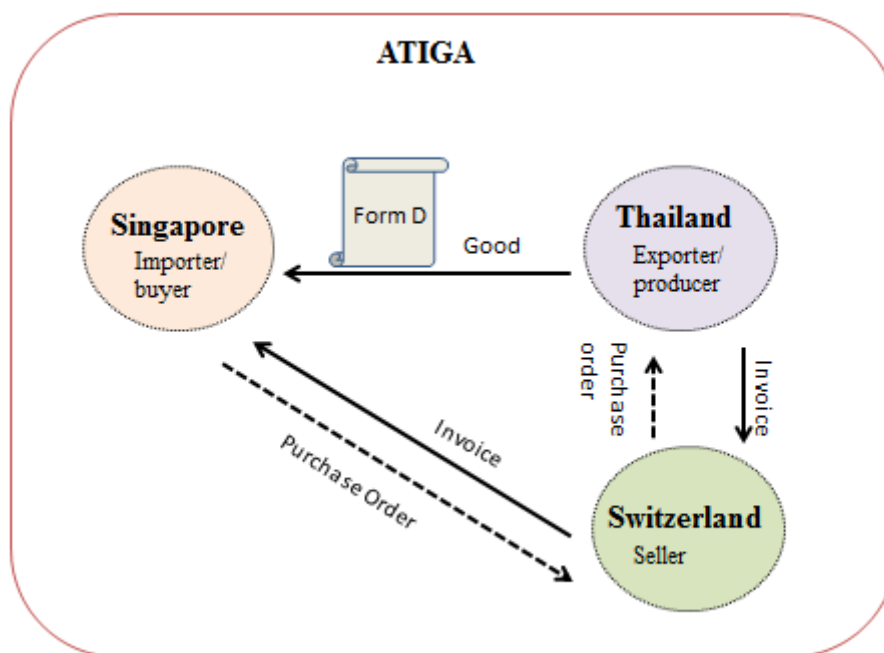 ATIGA
Singapore
Importer/
buyer
Form D
Good
Thailand
Exporter/
producer
Purchase
order
Invoice
Invoice
Purchase Order
Switzerland
Seller